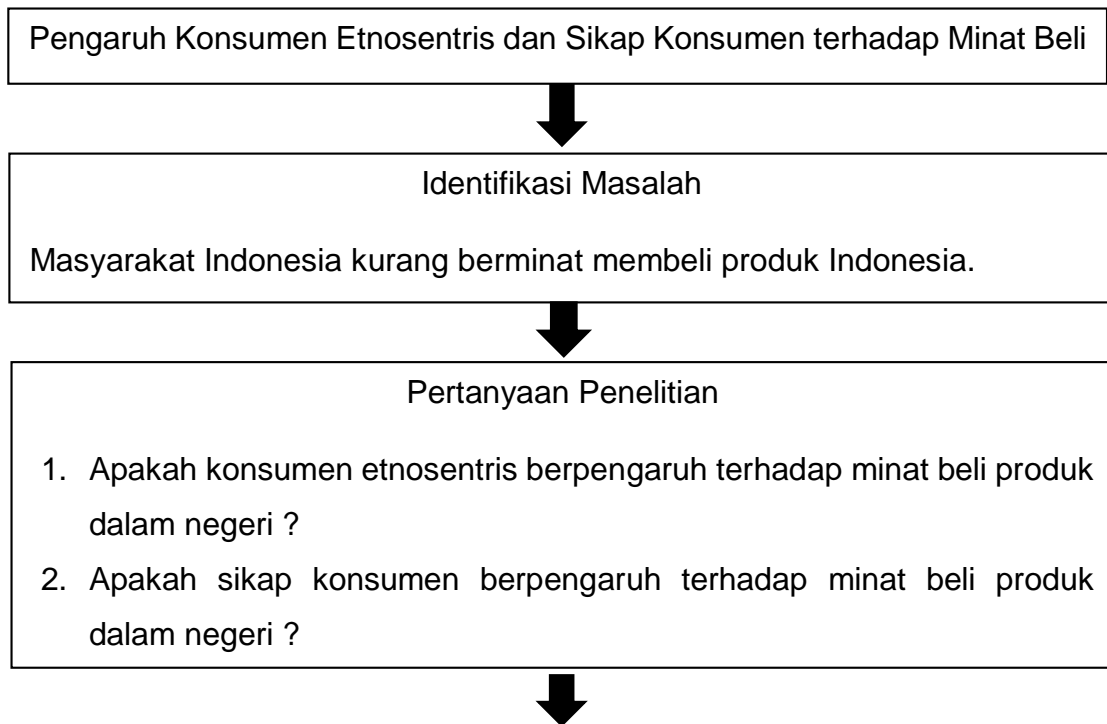 Pengaruh Konsumen Etnosentris dan Sikap Konsumen terhadap Minat Beli
Identifikasi Masalah
Masyarakat Indonesia kurang berminat membeli produk Indonesia.
Pertanyaan Penelitian
1. Apakah konsumen etnosentris berpengaruh terhadap minat beli produk
dalam negeri ?
2. Apakah sikap konsumen berpengaruh terhadap minat beli produk
dalam negeri ?